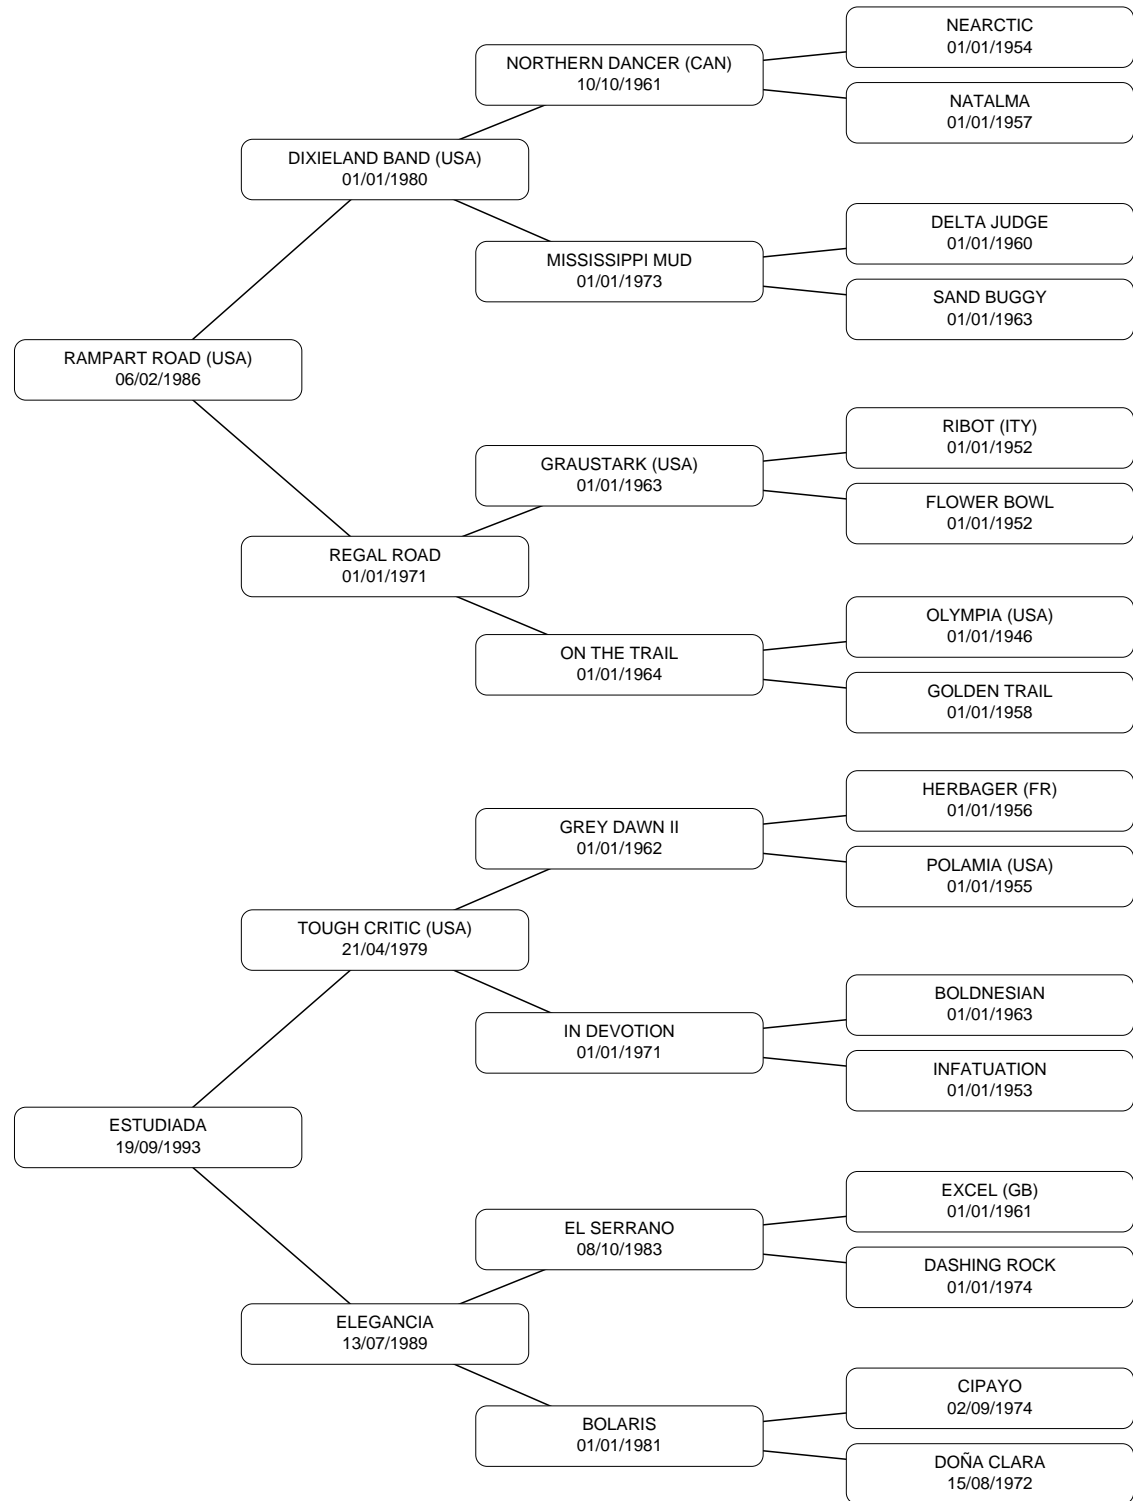 NEARCTIC
01/01/1954
NORTHERN DANCER (CAN)
10/10/1961
NATALMA
01/01/1957
DIXIELAND BAND (USA)
01/01/1980
DELTA JUDGE
01/01/1960
MISSISSIPPI MUD
01/01/1973
SAND BUGGY
01/01/1963
RAMPART ROAD (USA)
06/02/1986
RIBOT (ITY)
01/01/1952
GRAUSTARK (USA)
01/01/1963
FLOWER BOWL
01/01/1952
REGAL ROAD
01/01/1971
OLYMPIA (USA)
01/01/1946
ON THE TRAIL
01/01/1964
GOLDEN TRAIL
01/01/1958
HERBAGER (FR)
01/01/1956
GREY DAWN II
01/01/1962
POLAMIA (USA)
01/01/1955
TOUGH CRITIC (USA)
21/04/1979
BOLDNESIAN
01/01/1963
IN DEVOTION
01/01/1971
INFATUATION
01/01/1953
ESTUDIADA
19/09/1993
EXCEL (GB)
01/01/1961
EL SERRANO
08/10/1983
DASHING ROCK
01/01/1974
ELEGANCIA
13/07/1989
CIPAYO
02/09/1974
BOLARIS
01/01/1981
DOÑA CLARA
15/08/1972